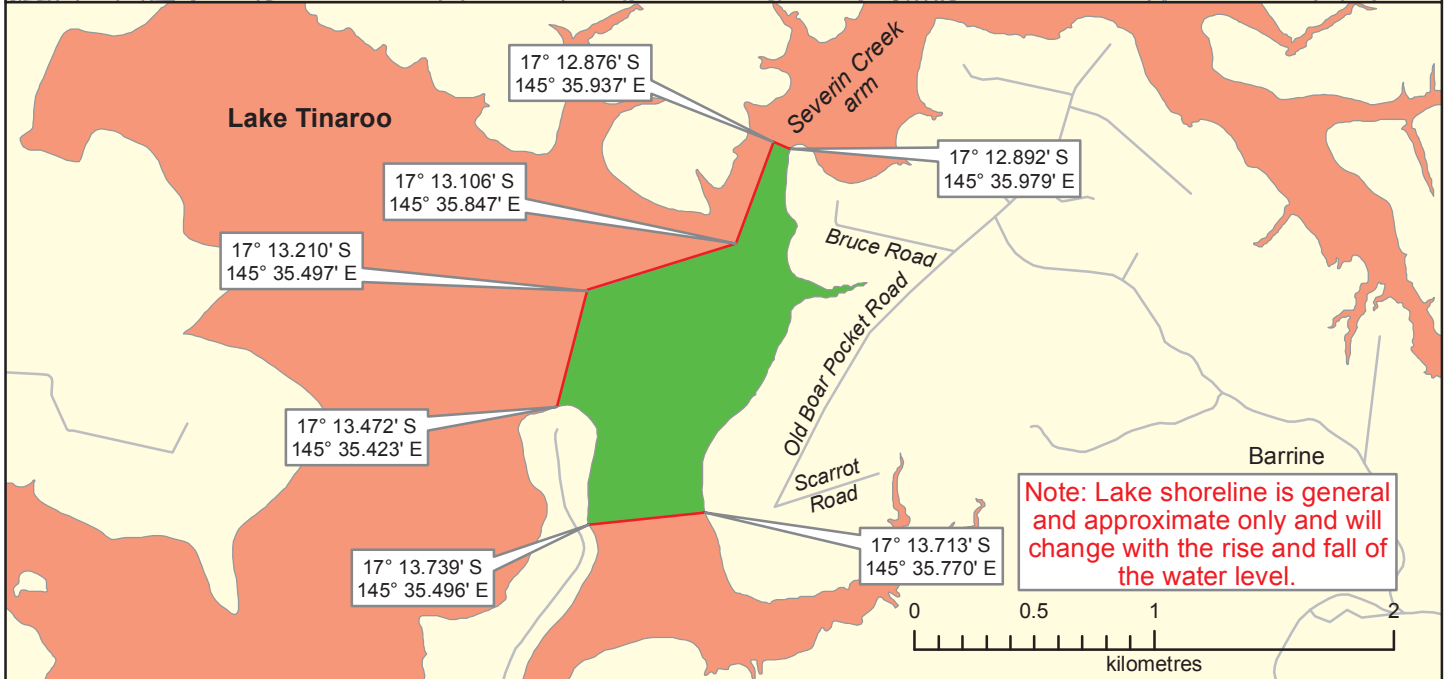 17° 12.876' S
145° 35.937' E
Severin Creek
arm
Lake Tinaroo
17° 12.892' S
145° 35.979' E
17° 13.106' S
145° 35.847' E
Bruce Road
17° 13.210' S
145° 35.497' E
Old Boar Pocket Road
17° 13.472' S
145° 35.423' E
Barrine
Scarrot
Road
Note: Lake shoreline is general
and approximate only and will
change with the rise and fall of
the water level.
17° 13.713' S
145° 35.770' E
17° 13.739' S
145° 35.496' E
0 0.5 1 2
kilometres